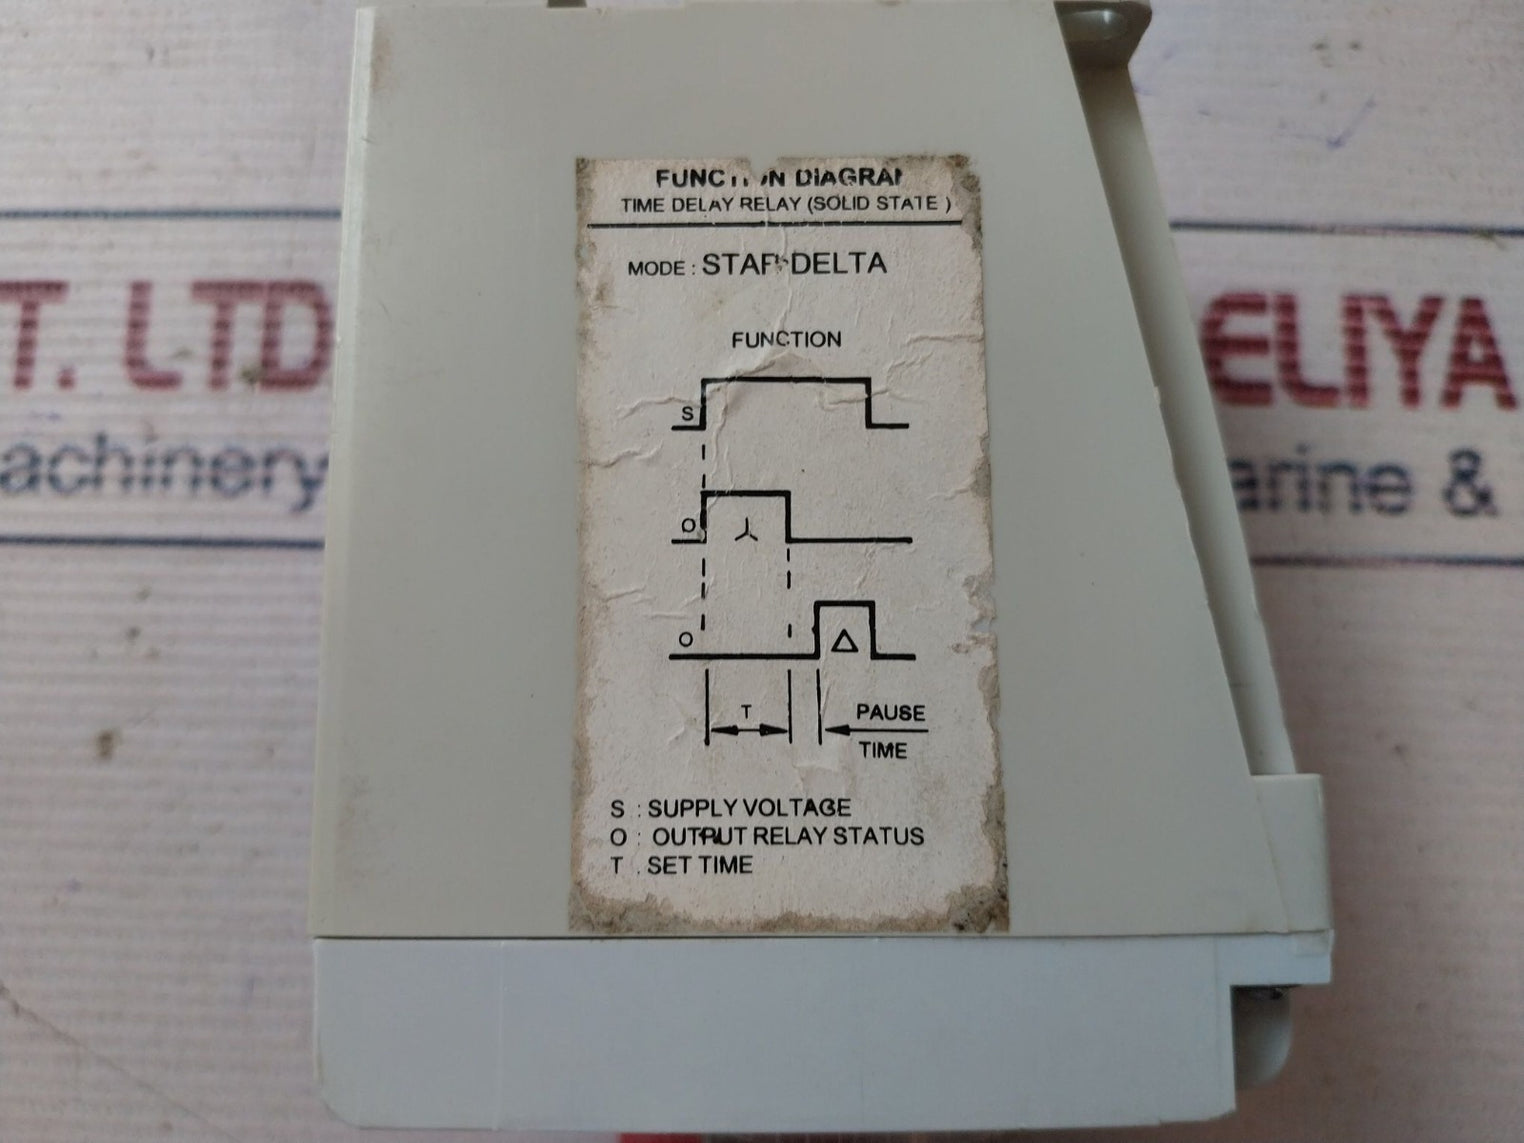 FUNCTION DIAGRAM
TIME DELAY RELAY (SOLID STATE )
MODE : STAR-DELTA
FUNCTION
S
O
O
T
PAUSE
TIME
S : SUPPLY VOLTAGE
O : OUTPUT RELAY STATUS
T : SET TIME
T. LTD
achinery
ELIYA
arine &